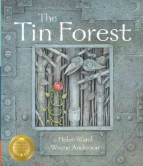 The
Tin Forest
Helen Ward
Wayne Anderson